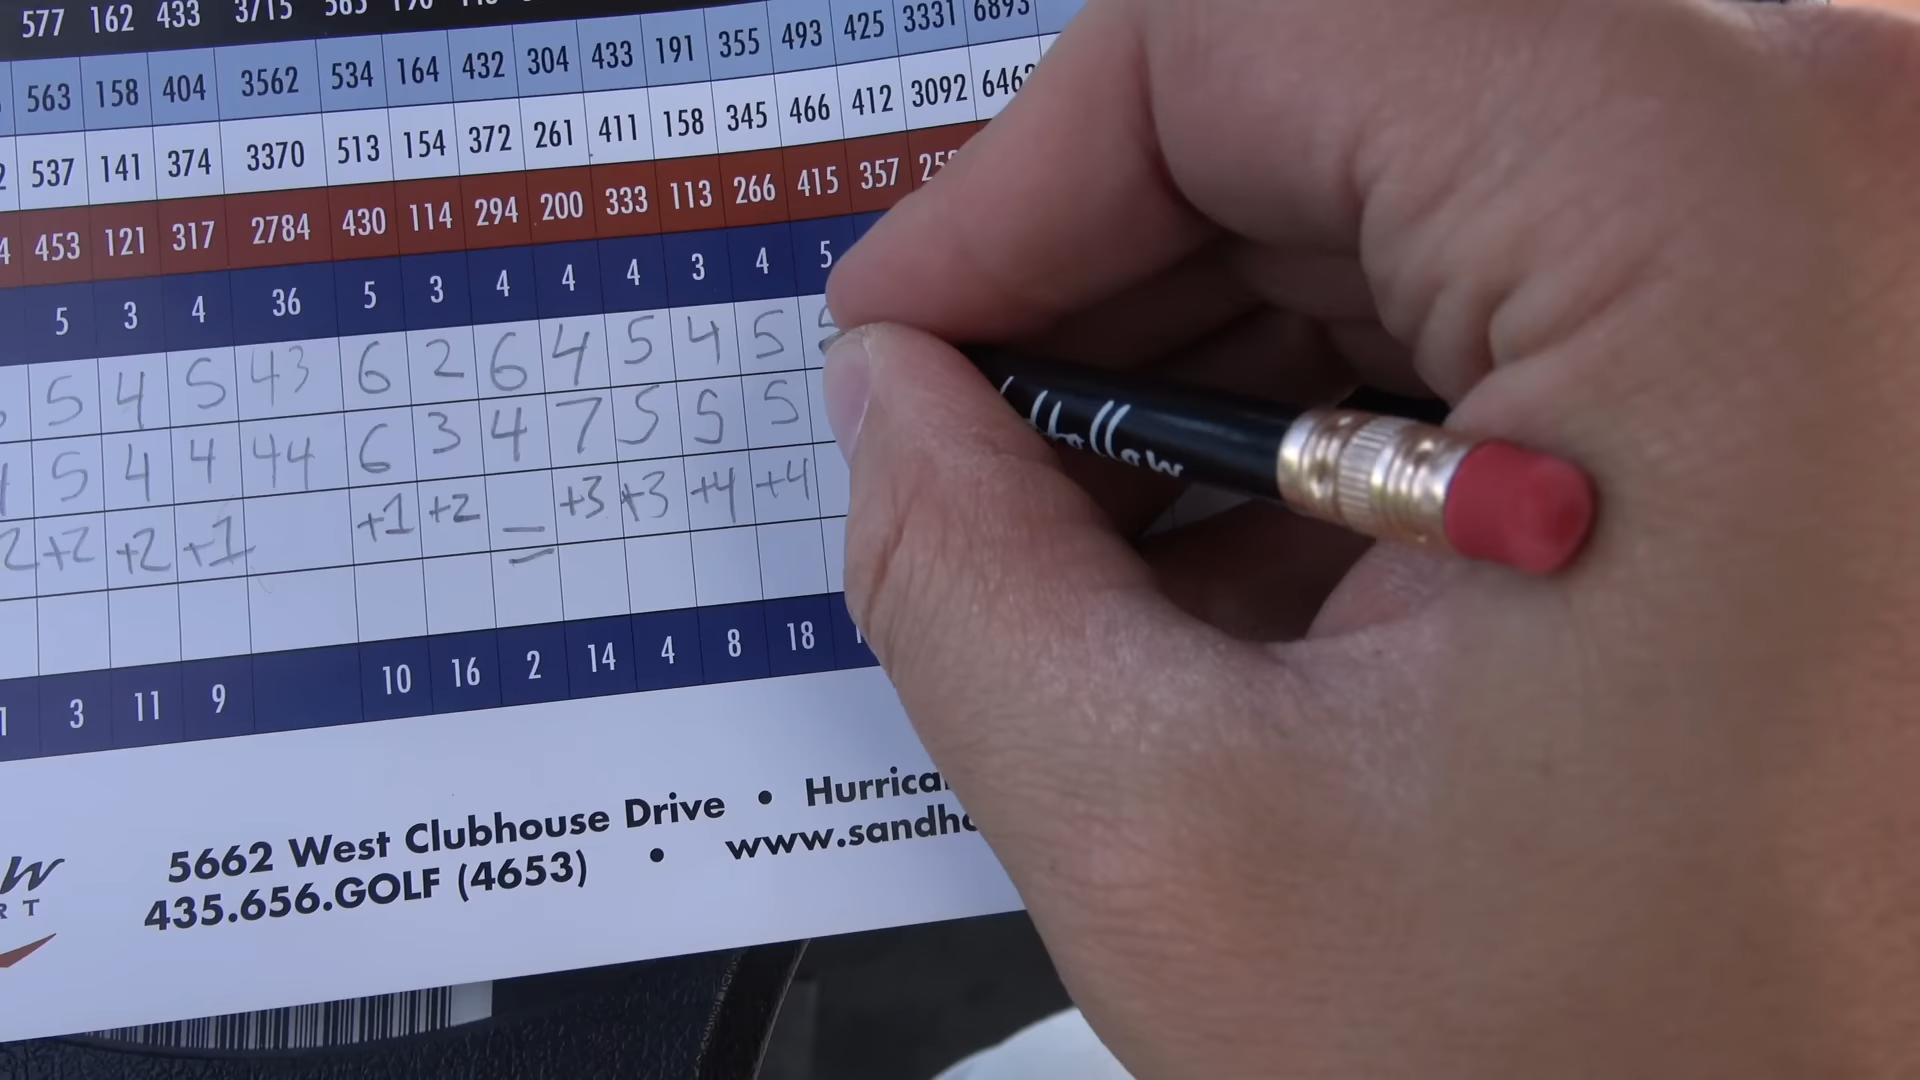 577 162 433 3715 565
563 158 404 3562 534 164 432 304 433 191 355 493 425 3331 6893
537 141 374 3370 513 154 372 261 411 158 345 466 412 3092
453 121 317 2784 430 114 294 200 333 113 266 415 357
5 3 4 36 5 3 4 4 4 3 4 5
5 4 5 43 6 2 6 4 5 4 5
5 4 4 44 6 3 4 7 5 5 5
+2 +2 +1 +1 +2 — +3 +3 +4 +4
3 11 9 10 16 2 14 4 8 18
5662 West Clubhouse Drive •
435.656.GOLF (4653) •
hollow